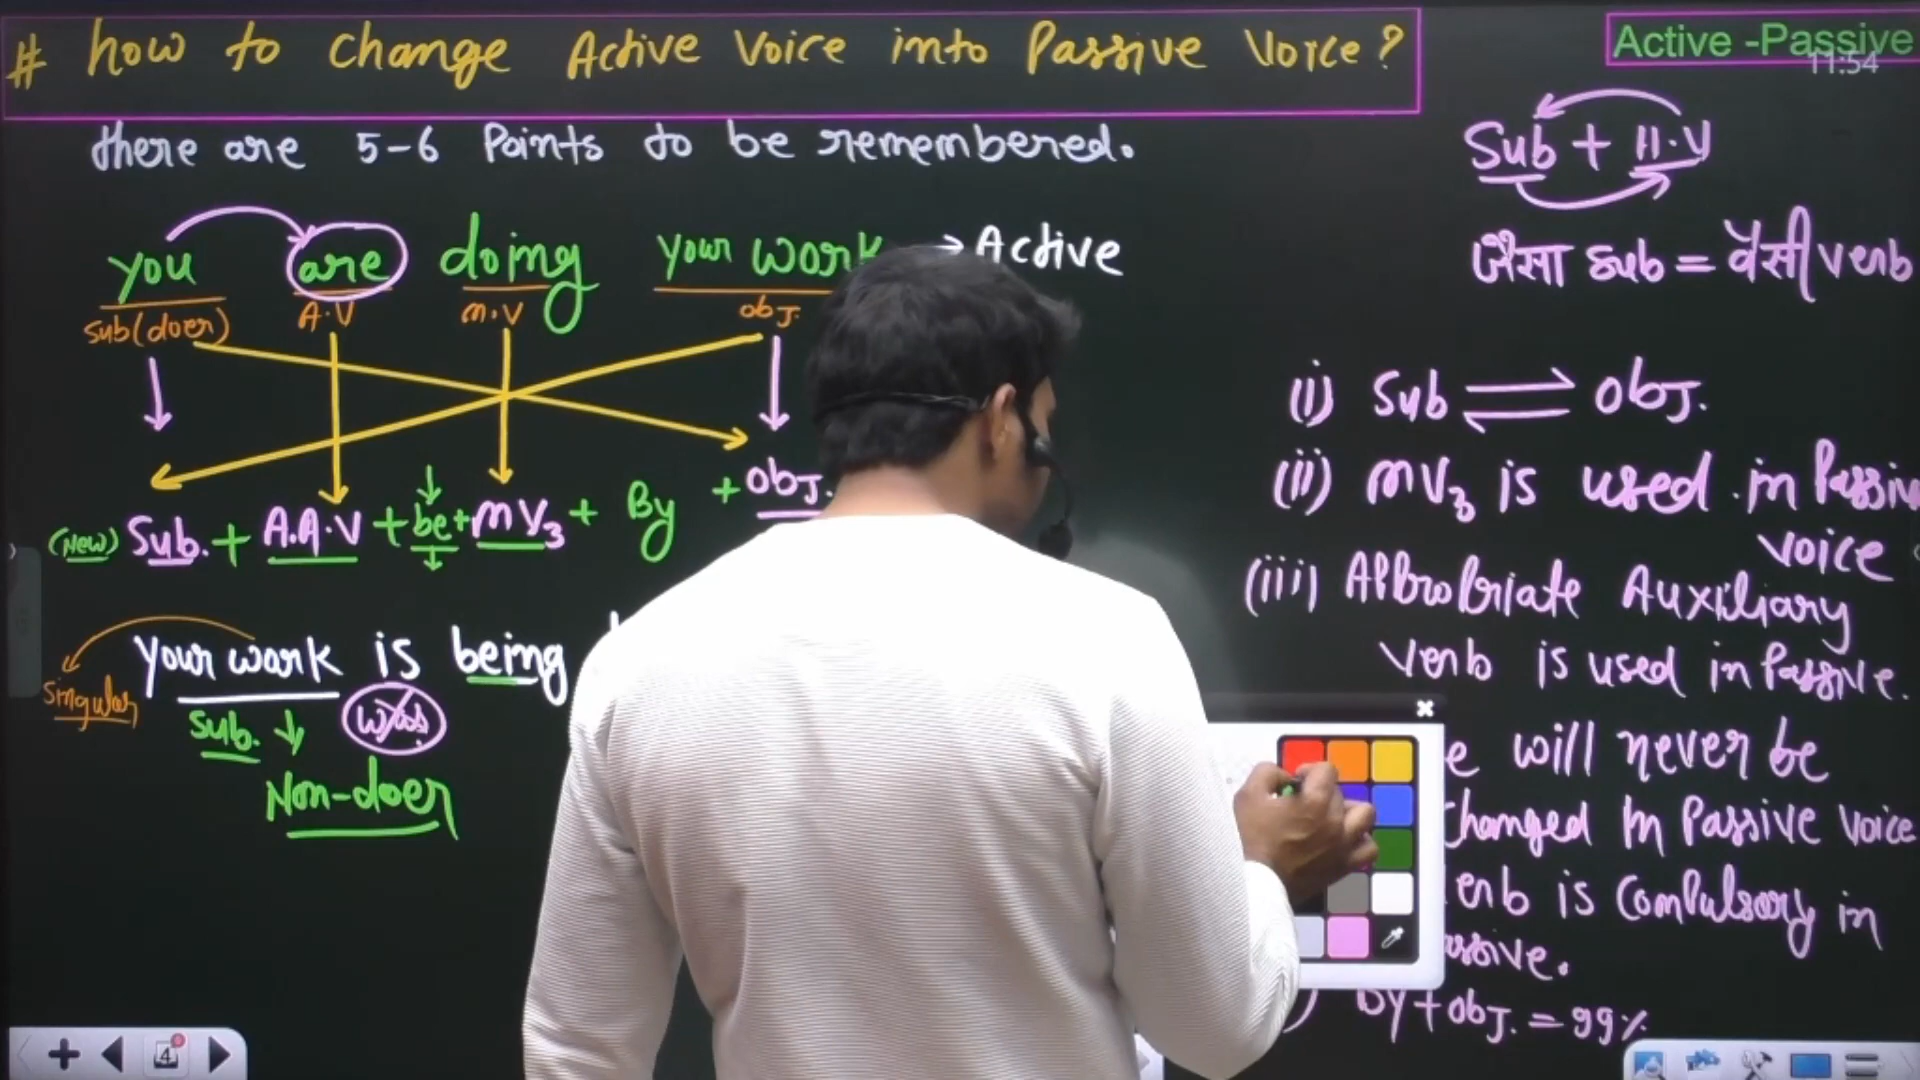 # how to change Active Voice into Passive Voice?
Active -Passive
11:54
there are 5-6 Points to be remembered.
Sub + H.V
जैसा sub = वैसी verb
you are doing your work → Active
sub(doer) A.V m.v obj.
(i) Sub ⇌ obj.
(New) Sub. + A.A.V + be + mV3 + By + obj.
(ii) mV3 is used in Passive
voice
(iii) Appropriate Auxiliary
verb is used in Passive.
your work is being
singular
sub. ↓ was
Non-doer
will never be
changed in Passive voice
is compulsory in
By + obj. = 99%
4